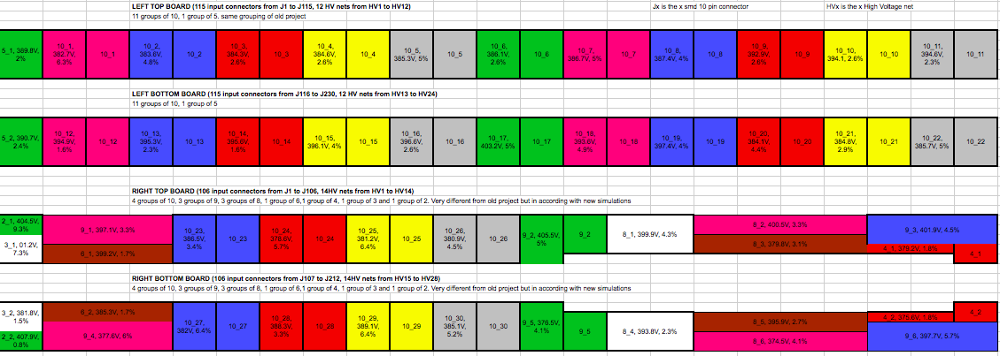 LEFT TOP BOARD (115 input connectors from J1 to J115, 12 HV nets from HV1 to HV12)
Jx is the x smd 10 pin connector
HVx is the x High Voltage net
11 groups of 10, 1 group of 5. same grouping of old project
5_1, 389.8V, 2%
10_1, 382.7V, 6.3%
10_1
10_2, 383.6V, 4.8%
10_2
10_3, 384.3V, 2.6%
10_3
10_4, 384.6V, 2.6%
10_4
10_5, 385.3V, 5%
10_5
10_6, 386.1V, 2.6%
10_6
10_7, 386.7V, 5%
10_7
10_8, 387.4V, 4%
10_8
10_9, 392.9V, 2.6%
10_9
10_10, 394.1, 2.6%
10_10
10_11, 394.6V, 2.3%
10_11
LEFT BOTTOM BOARD (115 input connectors from J116 to J230, 12 HV nets from HV13 to HV24)
11 groups of 10, 1 group of 5
5_2, 390.7V, 2.4%
10_12, 394.9V, 1.6%
10_12
10_13, 395.3V, 2.3%
10_13
10_14, 395.6V, 1.6%
10_14
10_15, 396.1V, 4%
10_15
10_16, 396.6V, 2.6%
10_16
10_17, 403.2V, 5%
10_17
10_18, 393.6V, 4.9%
10_18
10_19, 397.4V, 4%
10_19
10_20, 384.1V, 4.4%
10_20
10_21, 384.8V, 2.9%
10_21
10_22, 385.7V, 5%
10_22
RIGHT TOP BOARD (106 input connectors from J1 to J106, 14HV nets from HV1 to HV14)
4 groups of 10, 3 groups of 9, 3 groups of 8, 1 group of 6,1 group of 4, 1 group of 3 and 1 group of 2. Very different from old project but in according with new simulations
2_1, 404.5V, 9.3%
3_1, 01.2V, 7.3%
9_1, 397.1V, 3.3%
6_1, 399.2V, 1.7%
10_23, 386.5V, 3.4%
10_23
10_24, 378.6V, 5.7%
10_24
10_25, 381.2V, 6.4%
10_25
10_26, 380.9V, 4.5%
10_26
9_2, 405.5V, 5%
9_2
8_1, 399.9V, 4.3%
8_2, 400.5V, 3.3%
8_3, 379.8V, 3.1%
9_3, 401.9V, 4.5%
4_1, 379.2V, 1.8%
4_1
RIGHT BOTTOM BOARD (106 input connectors from J107 to J212, 14HV nets from HV15 to HV28)
4 groups of 10, 3 groups of 9, 3 groups of 8, 1 group of 6,1 group of 4, 1 group of 3 and 1 group of 2. Very different from old project but in according with new simulations
3_2, 381.8V, 1.5%
2_2, 407.9V, 0.8%
6_2, 385.3V, 1.7%
9_4, 377.6V, 6%
10_27, 382V, 6.4%
10_27
10_28, 388.2V, 3.3%
10_28
10_29, 389.1V, 6.4%
10_29
10_30, 385.1V, 5.2%
10_30
9_5, 376.5V, 4.1%
9_5
8_4, 393.8V, 2.3%
8_5, 395.9V, 2.7%
8_6, 374.5V, 4.1%
4_2, 375.6V, 1.8%
4_2
9_6, 397.7V, 5.7%